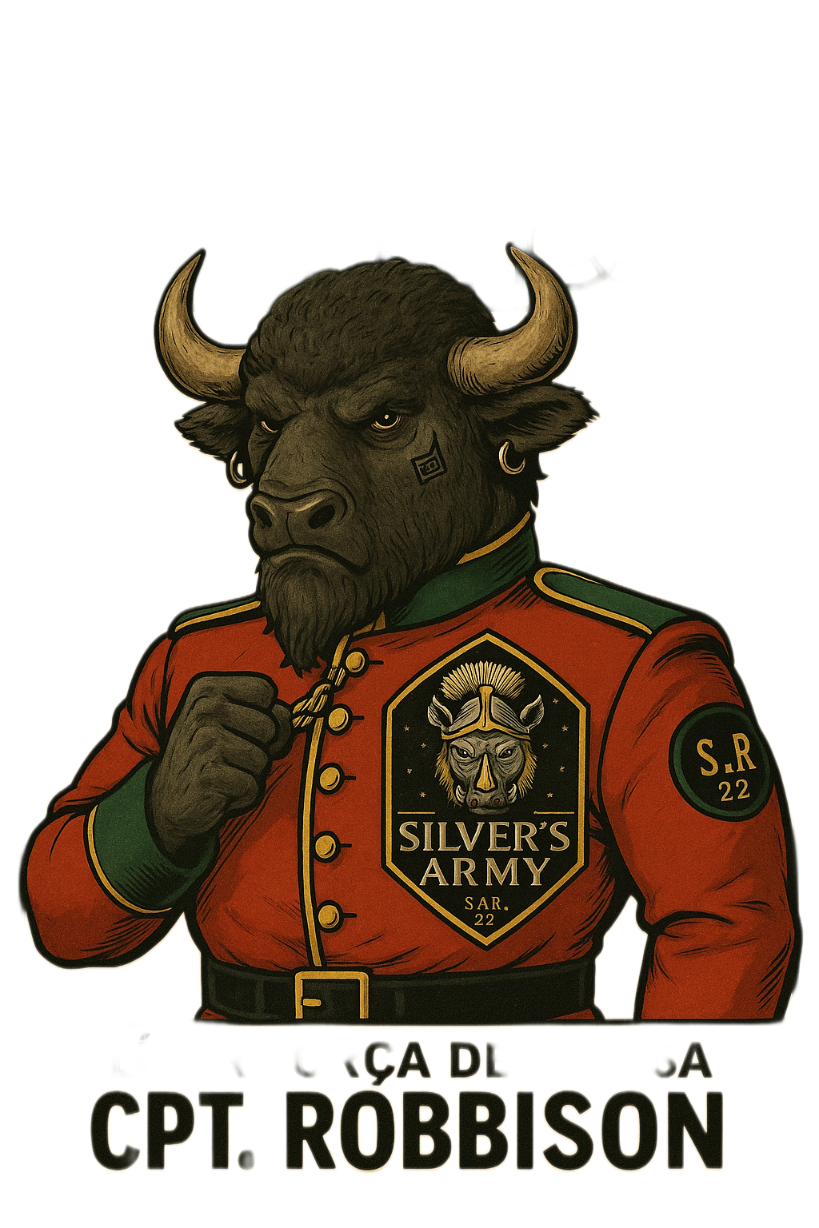 S.R
22
SILVER'S
ARMY
SAR.
22
CPT. ROBBISON